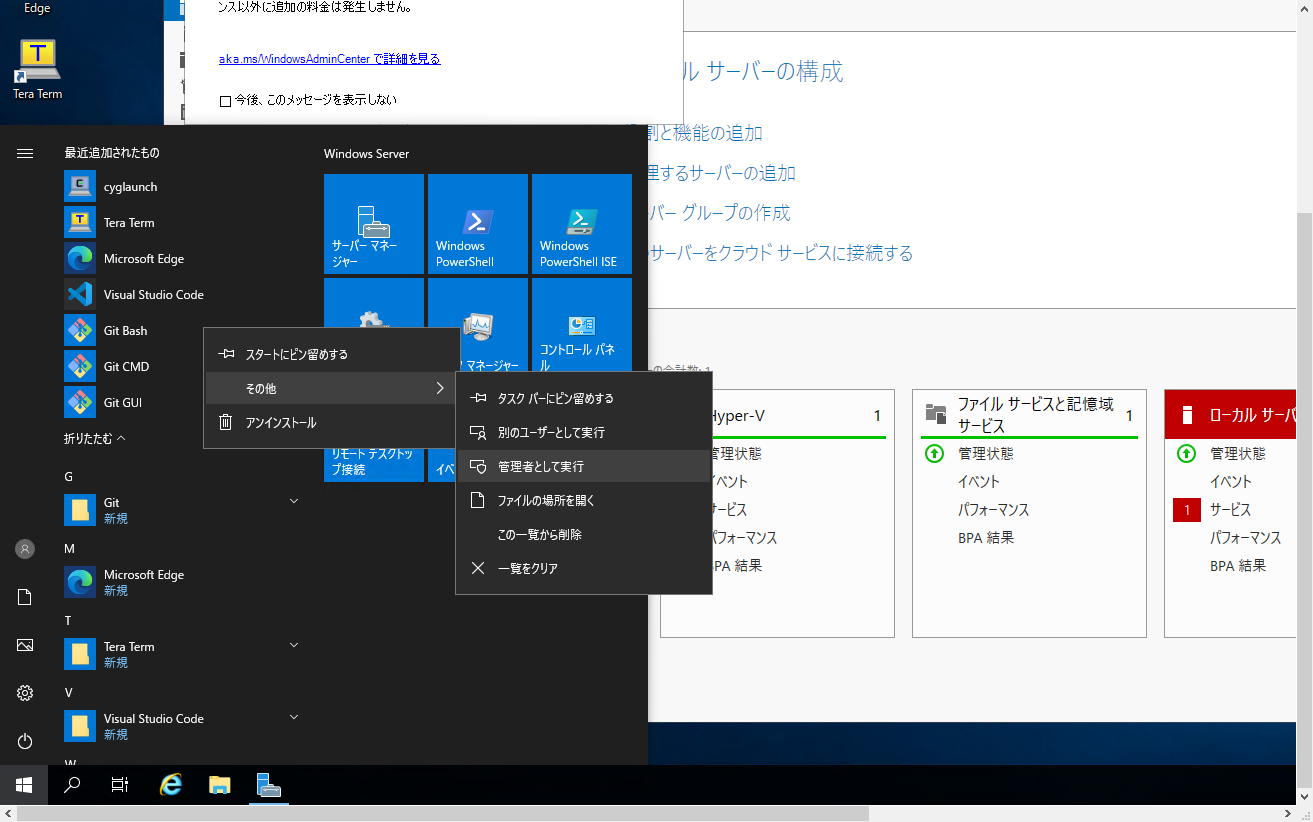 Edge
Tera Term
ンス以外に追加の料金は発生しません。
aka.ms/WindowsAdminCenter で詳細を見る
今後、このメッセージを表示しない
ル サーバーの構成
割と機能の追加
理するサーバーの追加
バー グループの作成
サーバーをクラウド サービスに接続する
最近追加されたもの
cyglaunch
Tera Term
Microsoft Edge
Visual Studio Code
Git Bash
Git CMD
Git GUI
折りたたむ
G
Git
新規
M
Microsoft Edge
新規
T
Tera Term
新規
V
Visual Studio Code
新規
W
Windows Server
サーバー マネー
ジャー
Windows
PowerShell
Windows
PowerShell ISE
マネージャー
コントロール パネ
ル
リモート デスクトッ
プ接続
イベ
スタートにピン留めする
その他
アンインストール
タスク バーにピン留めする
別のユーザーとして実行
管理者として実行
ファイルの場所を開く
この一覧から削除
一覧をクリア
の合計数: 1
Hyper-V
1
管理状態
イベント
サービス
パフォーマンス
BPA 結果
ファイル サービスと記憶域
サービス
1
管理状態
イベント
パフォーマンス
BPA 結果
ローカル サーバ
管理状態
イベント
1
サービス
パフォーマンス
BPA 結果